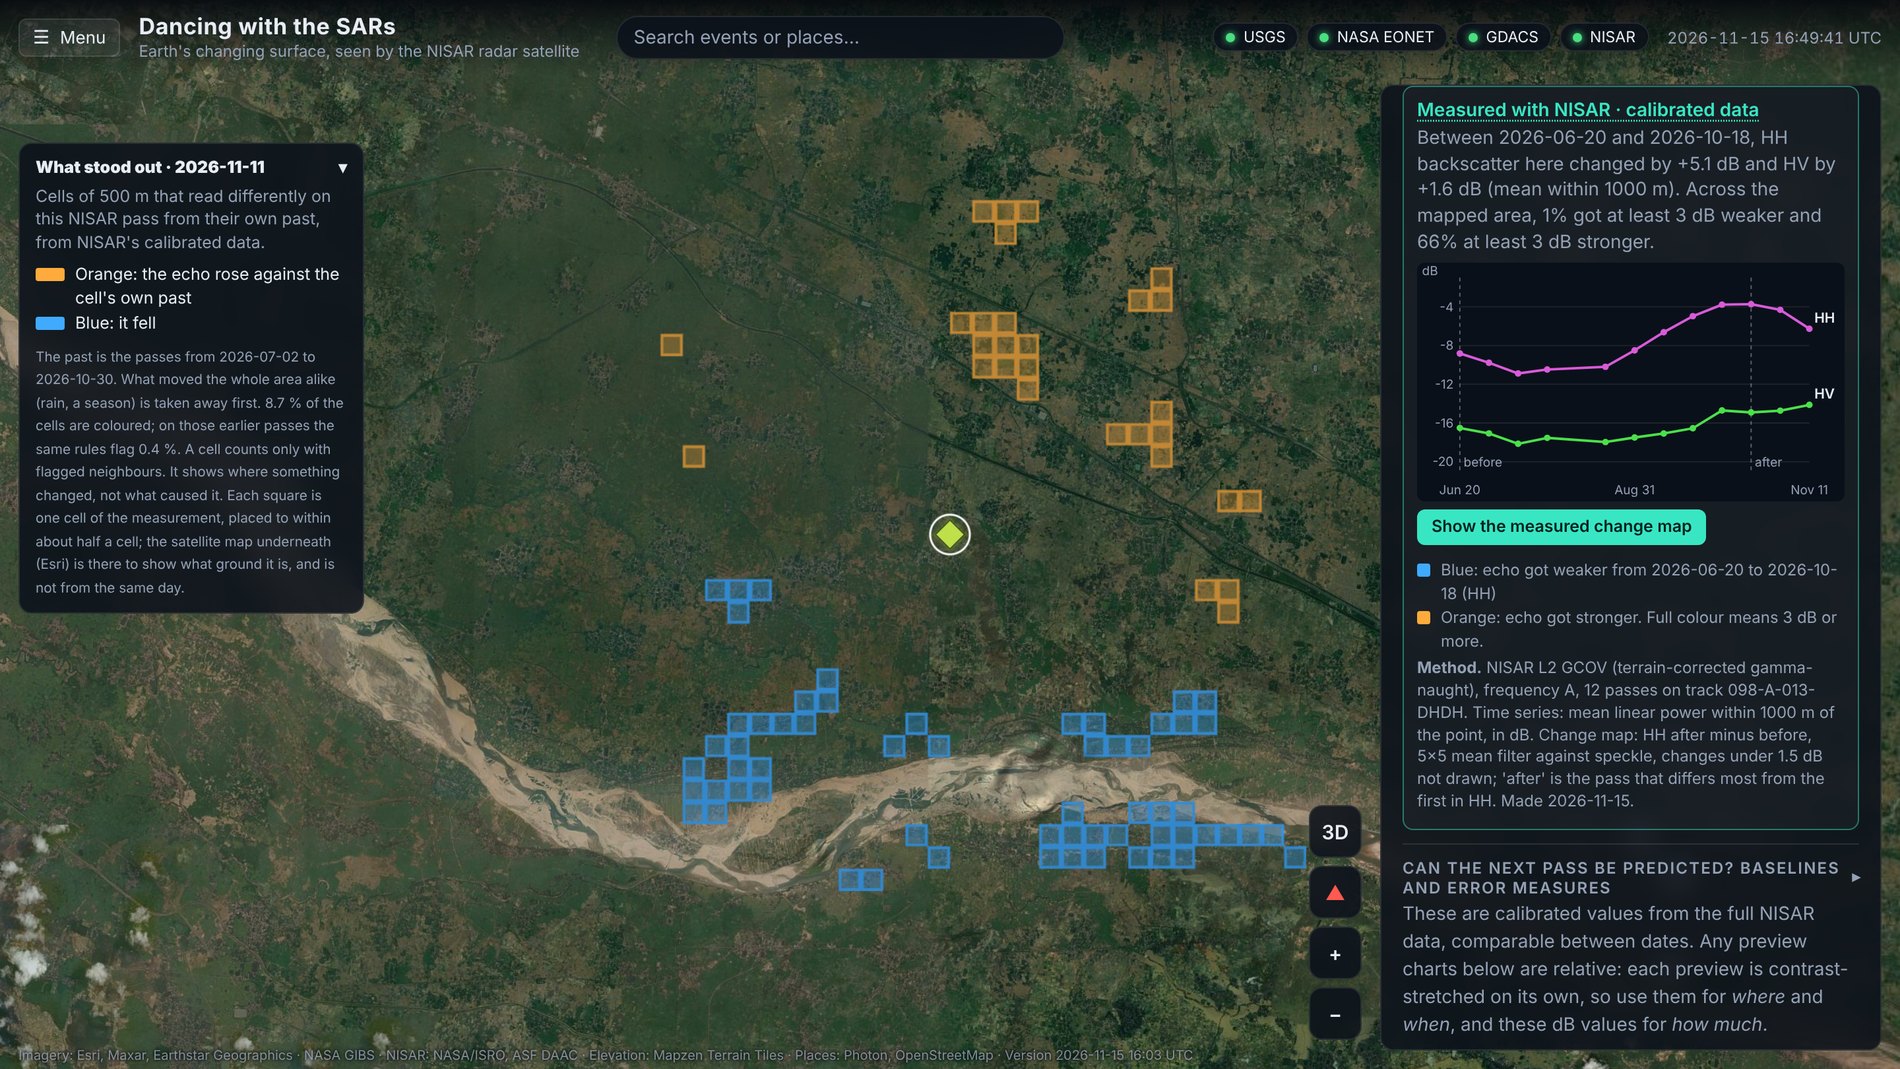 ☰ Menu
Dancing with the SARs
Earth's changing surface, seen by the NISAR radar satellite
Search events or places...
USGS
NASA EONET
GDACS
NISAR
2026-11-15 16:49:41 UTC
What stood out · 2026-11-11 ▼
Cells of 500 m that read differently on
this NISAR pass from their own past,
from NISAR's calibrated data.
Orange: the echo rose against the
cell's own past
Blue: it fell
The past is the passes from 2026-07-02 to
2026-10-30. What moved the whole area alike
(rain, a season) is taken away first. 8.7 % of the
cells are coloured; on those earlier passes the
same rules flag 0.4 %. A cell counts only with
flagged neighbours. It shows where something
changed, not what caused it. Each square is
one cell of the measurement, placed to within
about half a cell; the satellite map underneath
(Esri) is there to show what ground it is, and is
not from the same day.
Measured with NISAR · calibrated data
Between 2026-06-20 and 2026-10-18, HH
backscatter here changed by +5.1 dB and HV by
+1.6 dB (mean within 1000 m). Across the
mapped area, 1% got at least 3 dB weaker and
66% at least 3 dB stronger.
dB
-4
HH
-8
-12
HV
-16
-20
before
after
Jun 20
Aug 31
Nov 11
Show the measured change map
Blue: echo got weaker from 2026-06-20 to 2026-10-
18 (HH)
Orange: echo got stronger. Full colour means 3 dB or
more.
Method. NISAR L2 GCOV (terrain-corrected gamma-
naught), frequency A, 12 passes on track 098-A-013-
DHDH. Time series: mean linear power within 1000 m of
the point, in dB. Change map: HH after minus before,
5×5 mean filter against speckle, changes under 1.5 dB
not drawn; 'after' is the pass that differs most from the
first in HH. Made 2026-11-15.
CAN THE NEXT PASS BE PREDICTED? BASELINES
AND ERROR MEASURES
These are calibrated values from the full NISAR
data, comparable between dates. Any preview
charts below are relative: each preview is contrast-
stretched on its own, so use them for where and
when, and these dB values for how much.
3D
+
−
Imagery: Esri, Maxar, Earthstar Geographics · NASA GIBS · NISAR: NASA/ISRO, ASF DAAC · Elevation: Mapzen Terrain Tiles · Places: Photon, OpenStreetMap · Version 2026-11-15 16:03 UTC